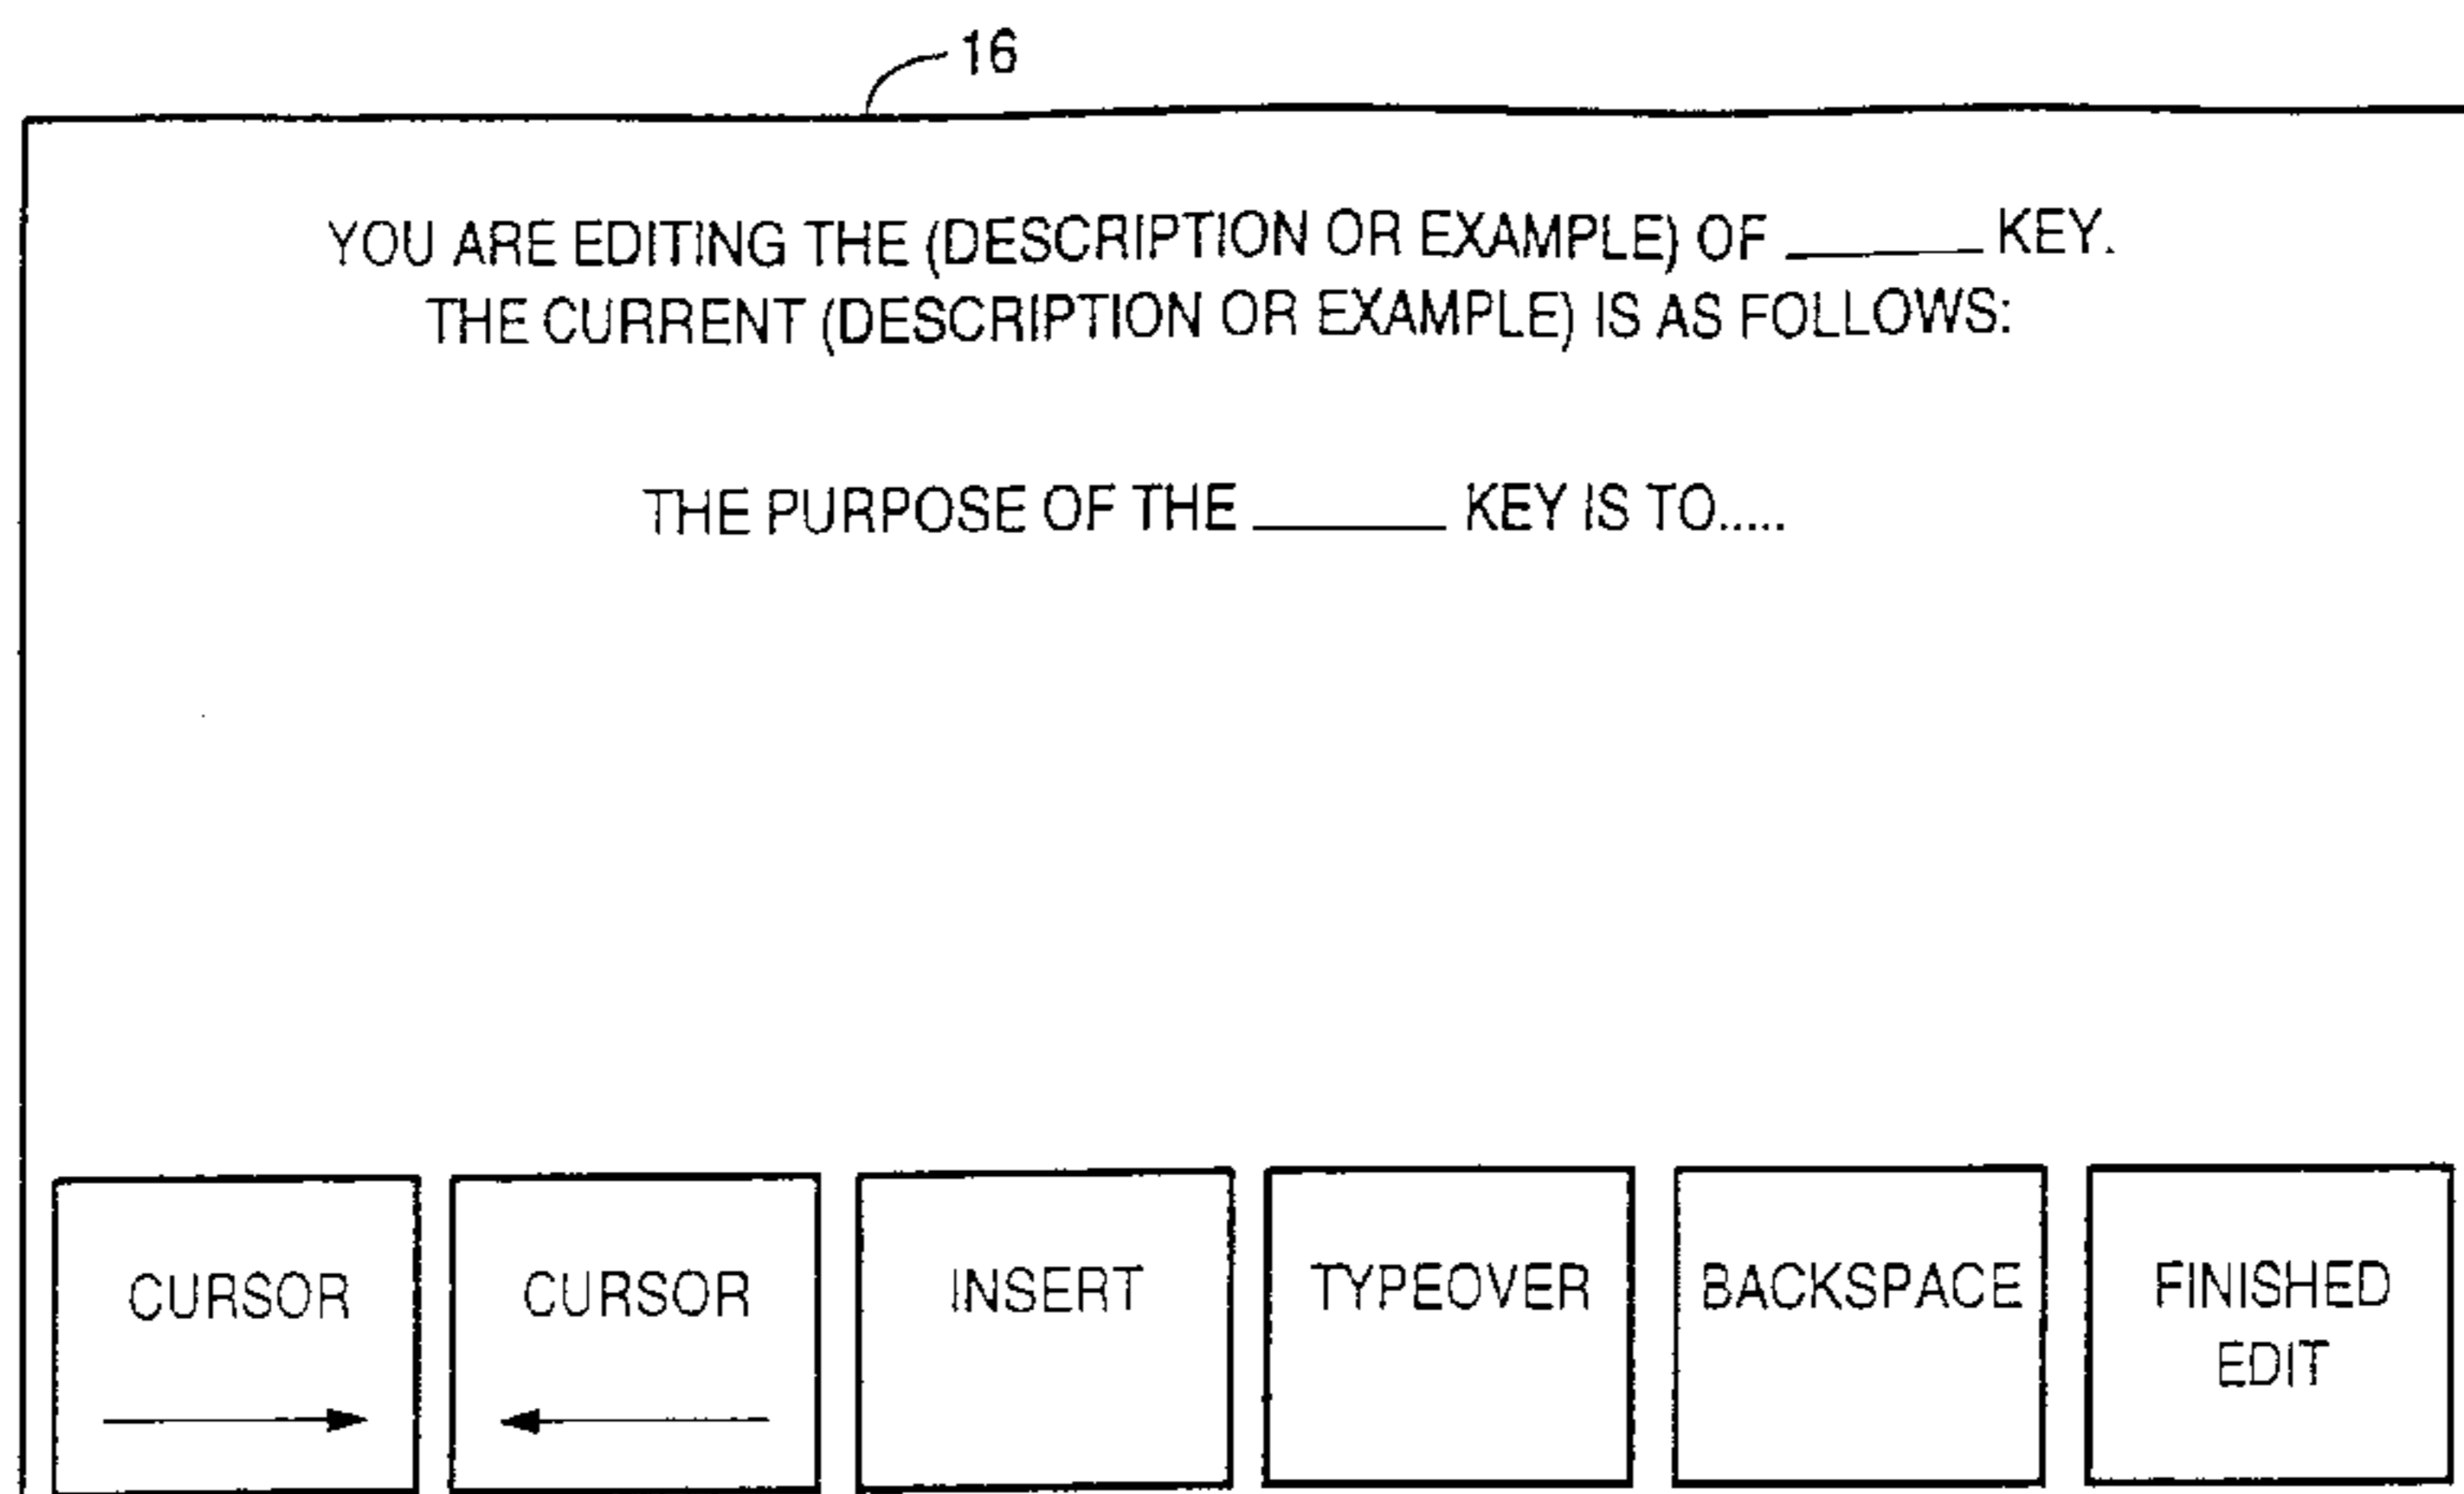 16
YOU ARE EDITING THE (DESCRIPTION OR EXAMPLE) OF ______ KEY.
THE CURRENT (DESCRIPTION OR EXAMPLE) IS AS FOLLOWS:
THE PURPOSE OF THE ______ KEY IS TO.....
CURSOR
CURSOR
INSERT
TYPEOVER
BACKSPACE
FINISHED
EDIT